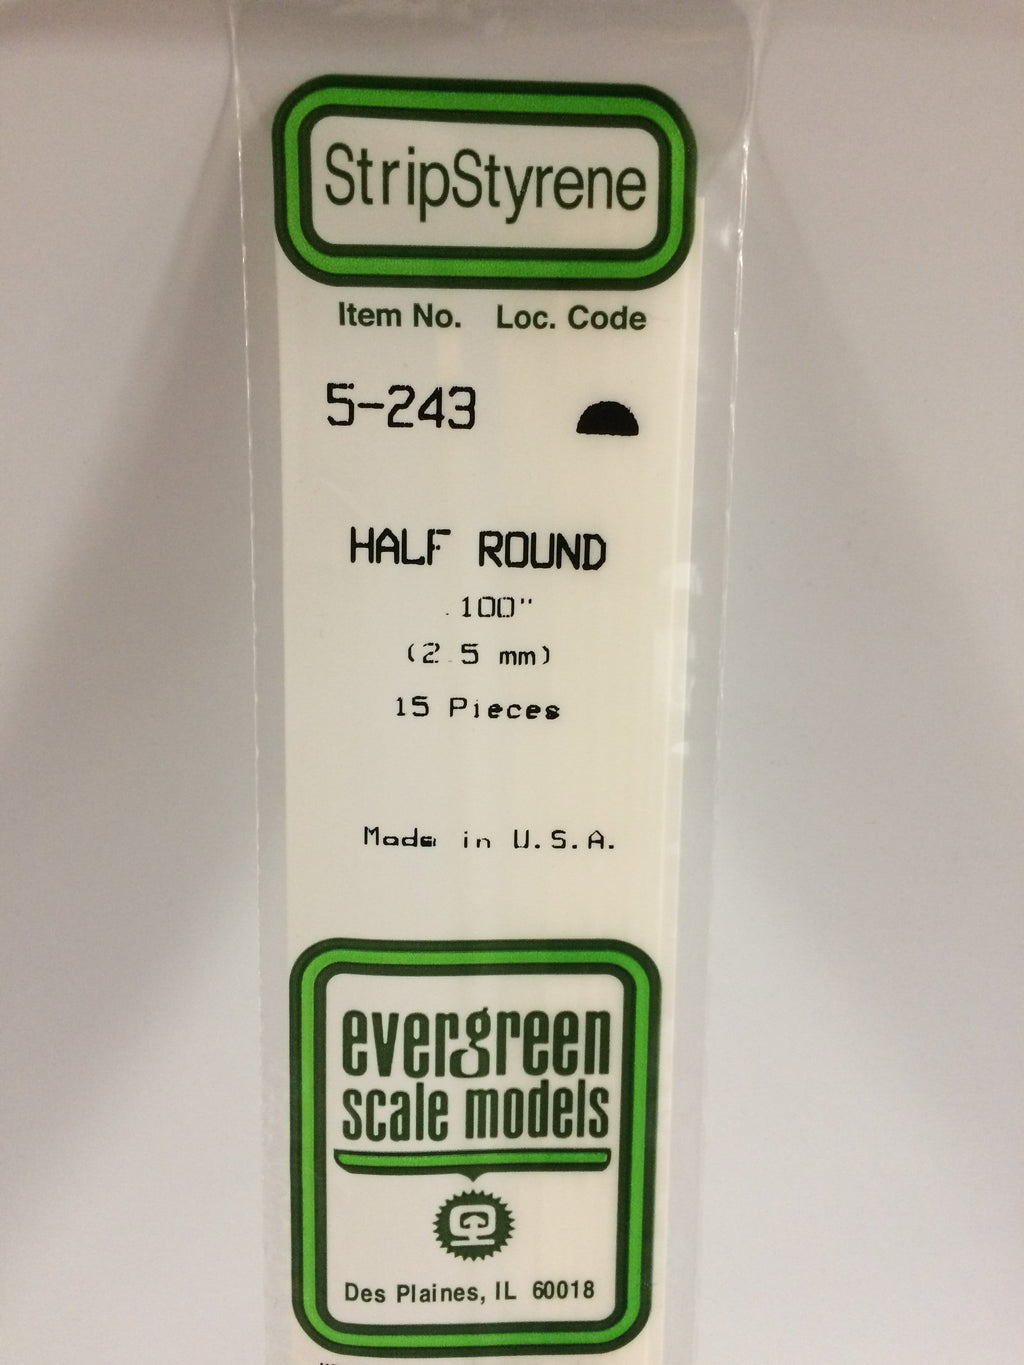 StripStyrene
Item No. Loc. Code
5-243
HALF ROUND
.100"
(2.5 mm)
15 Pieces
Made in U.S.A.
evergreen
scale models
Des Plaines, IL 60018